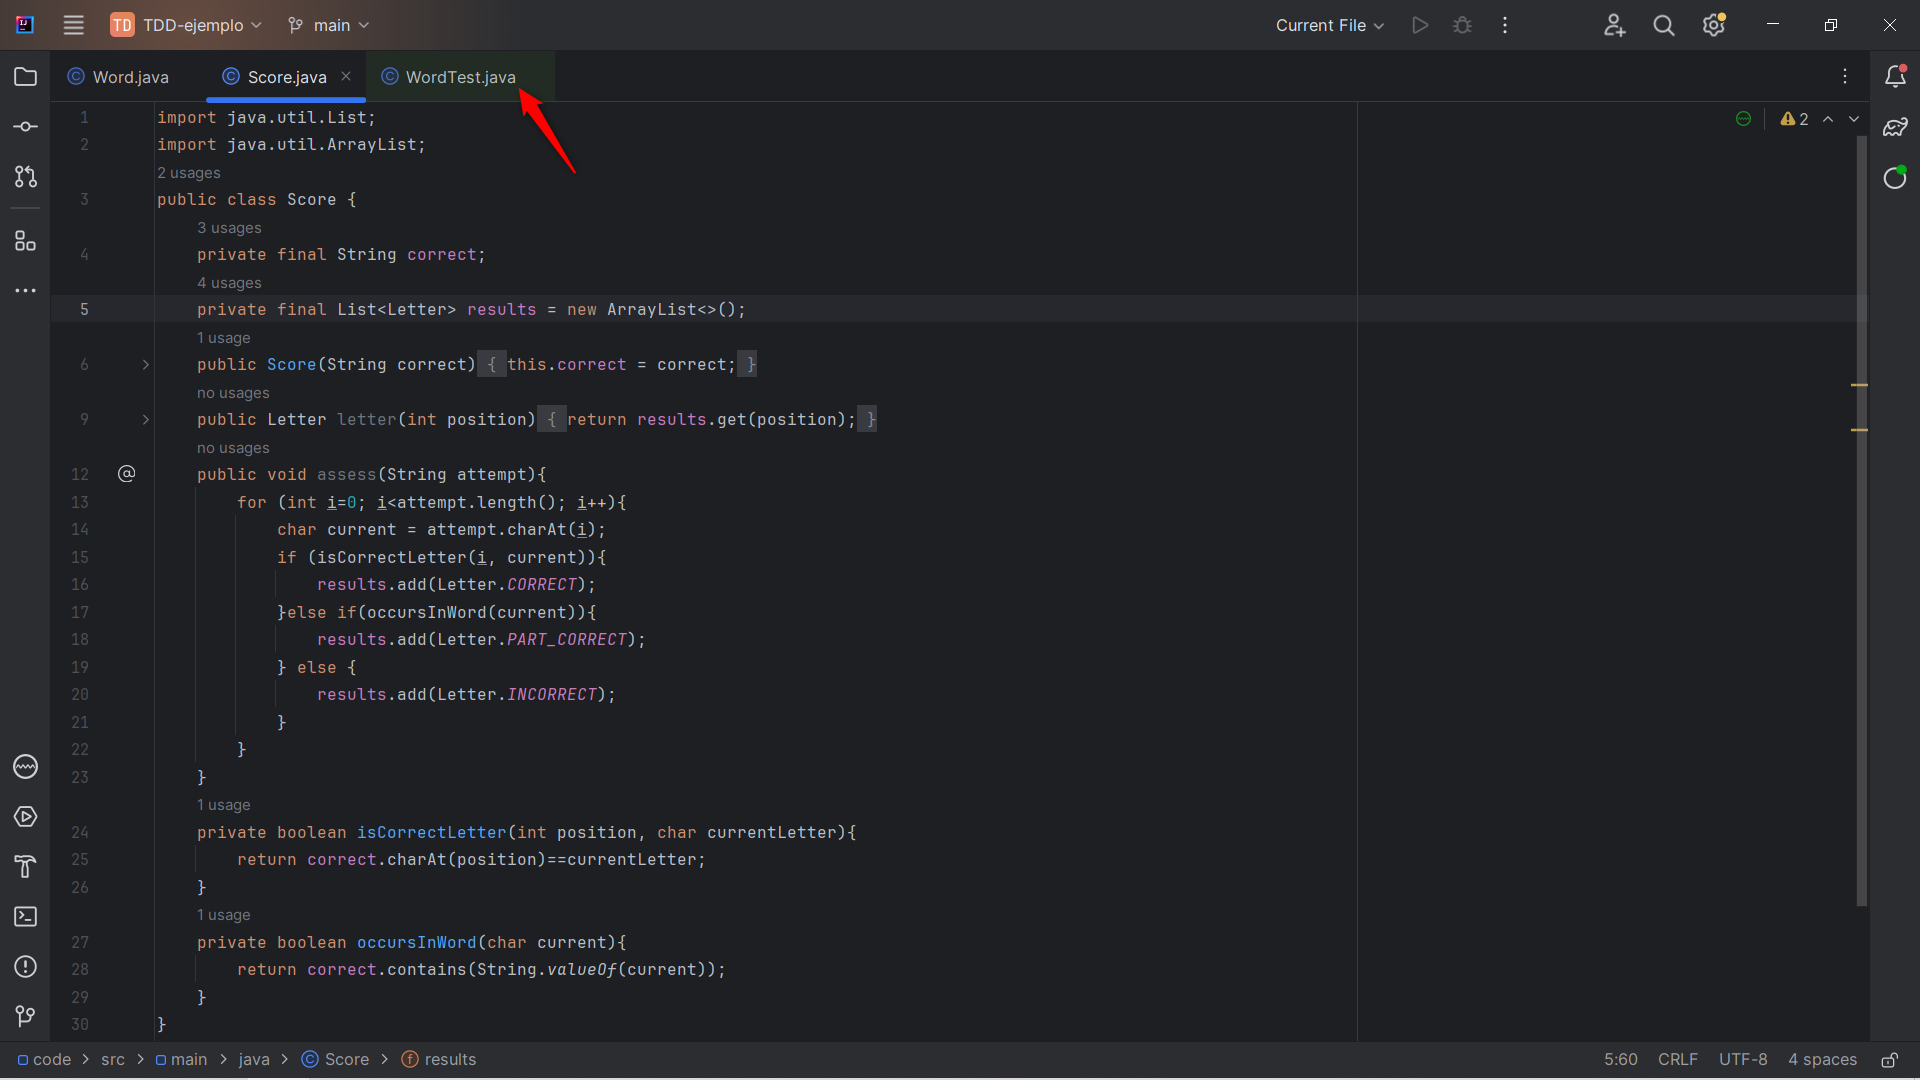 TD TDD-ejemplo main Current File
Word.java Score.java WordTest.java
1 import java.util.List; 2
2 import java.util.ArrayList;
2 usages
3 public class Score {
3 usages
4 private final String correct;
4 usages
5 private final List<Letter> results = new ArrayList<>();
1 usage
6 public Score(String correct) { this.correct = correct; }
no usages
9 public Letter letter(int position) { return results.get(position); }
no usages
12 @ public void assess(String attempt){
13 for (int i=0; i<attempt.length(); i++){
14 char current = attempt.charAt(i);
15 if (isCorrectLetter(i, current)){
16 results.add(Letter.CORRECT);
17 }else if(occursInWord(current)){
18 results.add(Letter.PART_CORRECT);
19 } else {
20 results.add(Letter.INCORRECT);
21 }
22 }
23 }
1 usage
24 private boolean isCorrectLetter(int position, char currentLetter){
25 return correct.charAt(position)==currentLetter;
26 }
1 usage
27 private boolean occursInWord(char current){
28 return correct.contains(String.valueOf(current));
29 }
30 }
code > src > main > java > C Score > f results 5:60 CRLF UTF-8 4 spaces